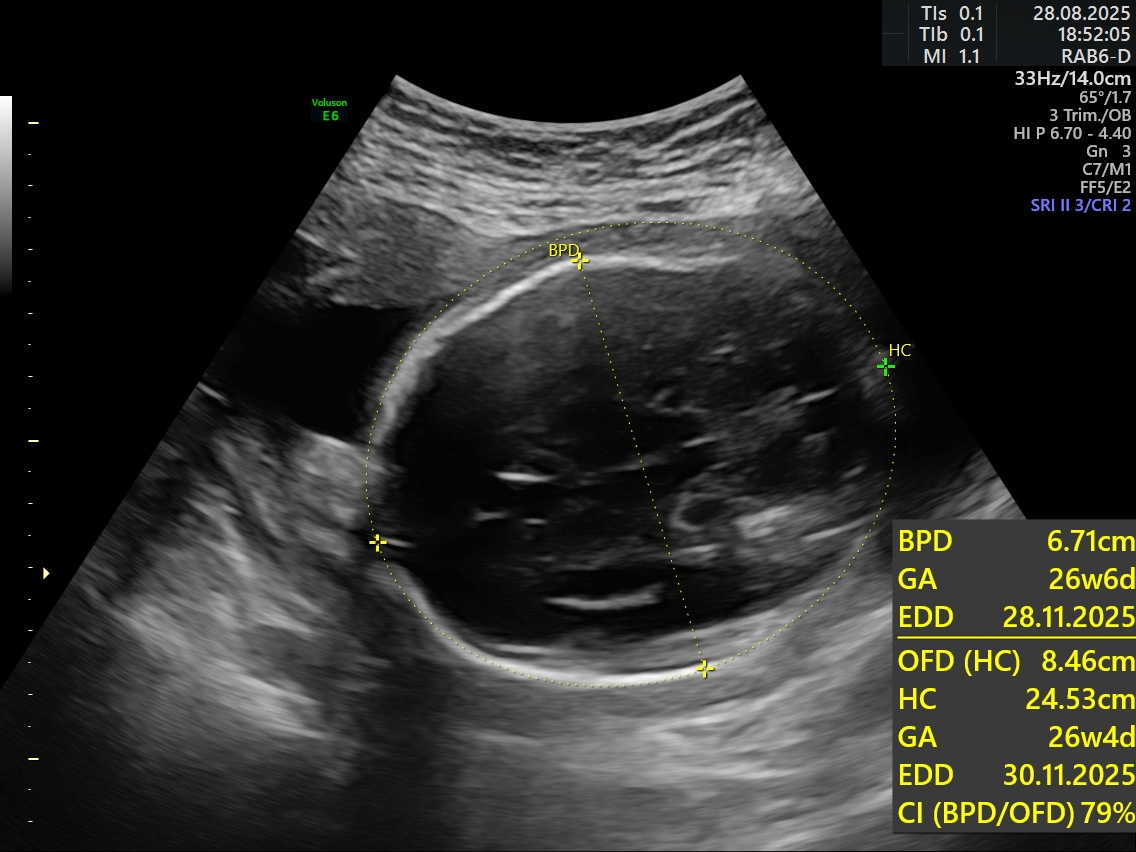 TIs 0.1 28.08.2025
TIb 0.1 18:52:05
MI 1.1 RAB6-D
33Hz/14.0cm
65°/1.7
3 Trim./OB
HI P 6.70 - 4.40
Gn 3
C7/M1
FF5/E2
SRI II 3/CRI 2
Voluson
E6
BPD
HC
BPD 6.71cm
GA 26w6d
EDD 28.11.2025
OFD (HC) 8.46cm
HC 24.53cm
GA 26w4d
EDD 30.11.2025
CI (BPD/OFD) 79%